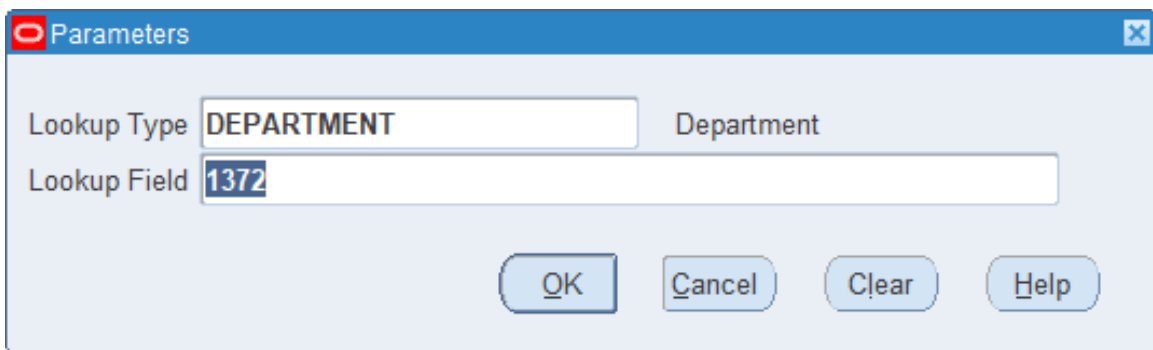 Parameters
Lookup Type DEPARTMENT Department
Lookup Field 1372
OK Cancel Clear Help